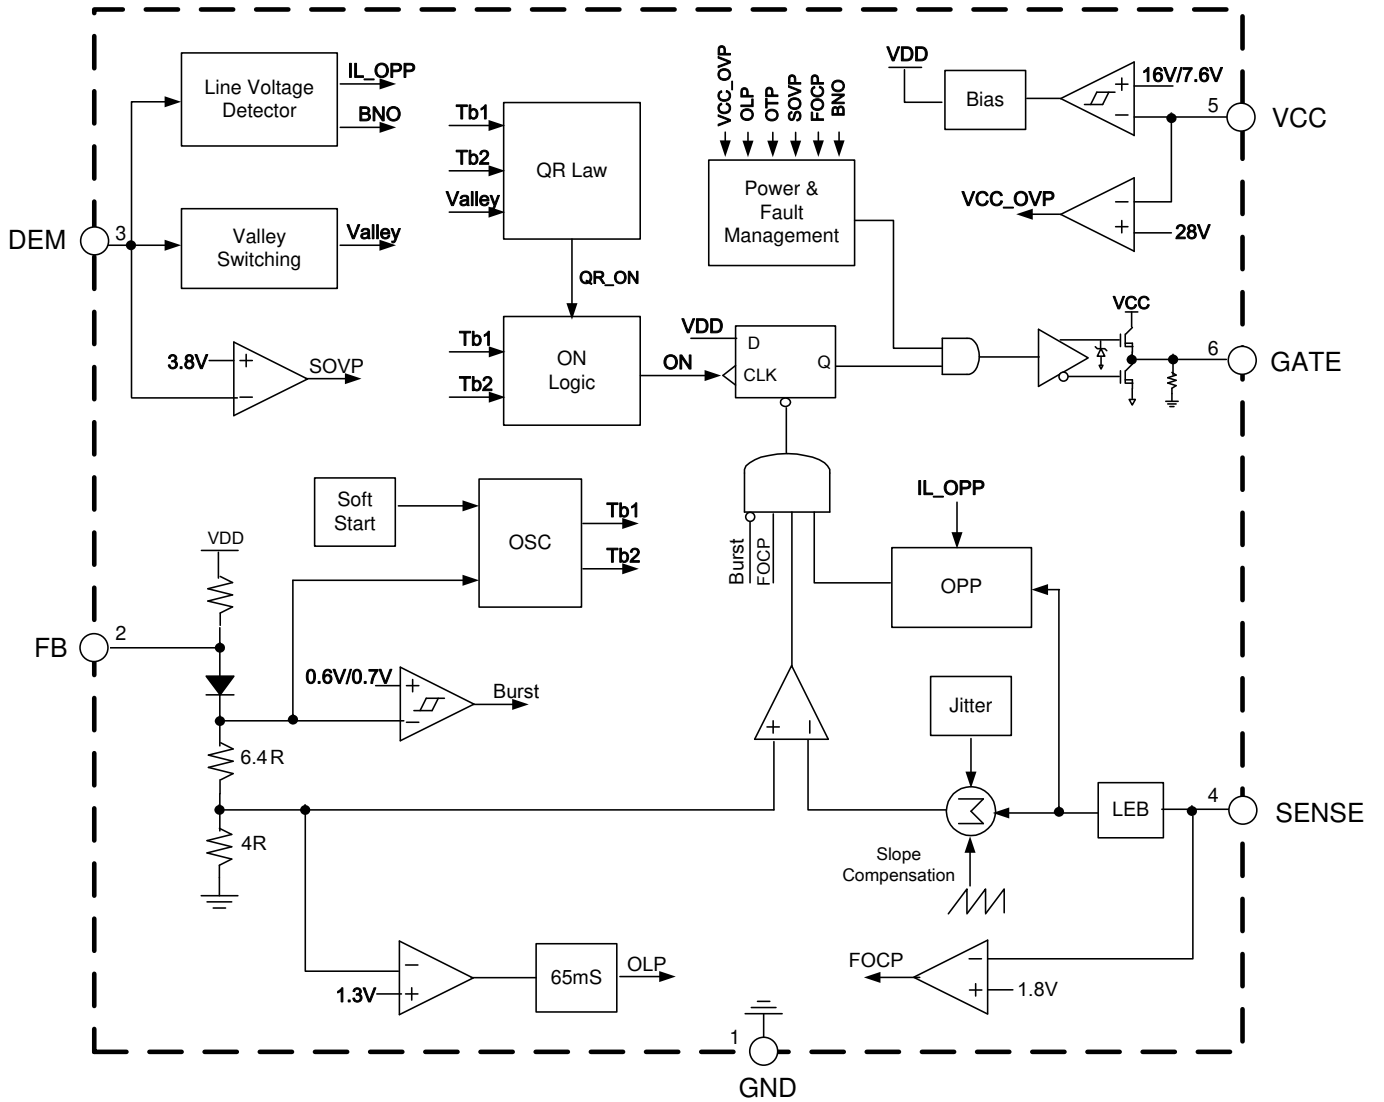 Line Voltage
Detector
IL_OPP
BNO
Valley
Switching
Valley
DEM
3
3.8V
+
−
SOVP
Tb1
Tb2
Valley
QR Law
QR_ON
Tb1
Tb2
ON
Logic
ON
VCC_OVP
OLP
OTP
SOVP
FOCP
BNO
Power &
Fault
Management
VDD
Bias
+
−
16V/7.6V
5
VCC
VCC_OVP
−
+
28V
VDD
D
CLK
Q
VCC
6
GATE
Soft
Start
OSC
Tb1
Tb2
Burst
FOCP
IL_OPP
OPP
VDD
FB
2
0.6V/0.7V
+
−
Burst
6.4R
4R
+
−
Jitter
Σ
Slope
Compensation
LEB
4
SENSE
−
1.3V
+
65mS
OLP
FOCP
−
+
1.8V
1
GND